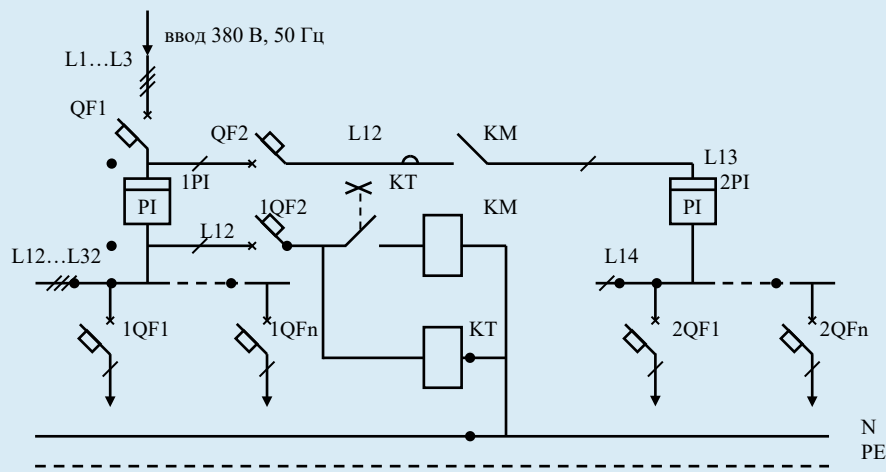 ввод 380 В, 50 Гц
L1…L3
QF1
QF2
L12
KM
L13
1PI
KT
2PI
PI
PI
1QF2
KM
L12
L12…L32
L14
1QF1
1QFn
KT
2QF1
2QFn
N
PE